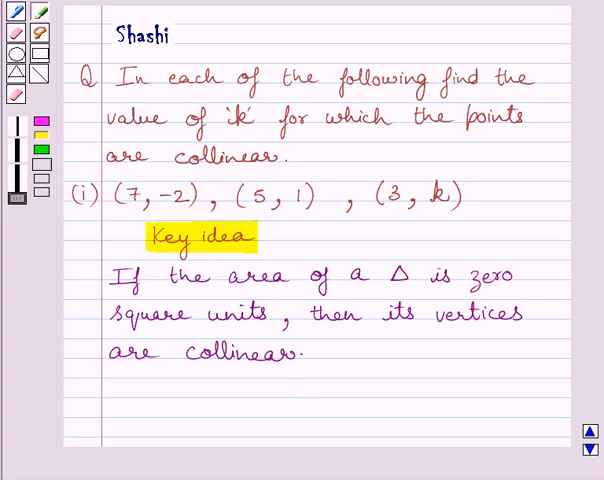 Shashi
Q In each of the following find the
value of 'k' for which the points
are collinear.
(i) (7, -2), (5, 1), (3, k)
Key idea
If the area of a Δ is zero
square units, then its vertices
are collinear.